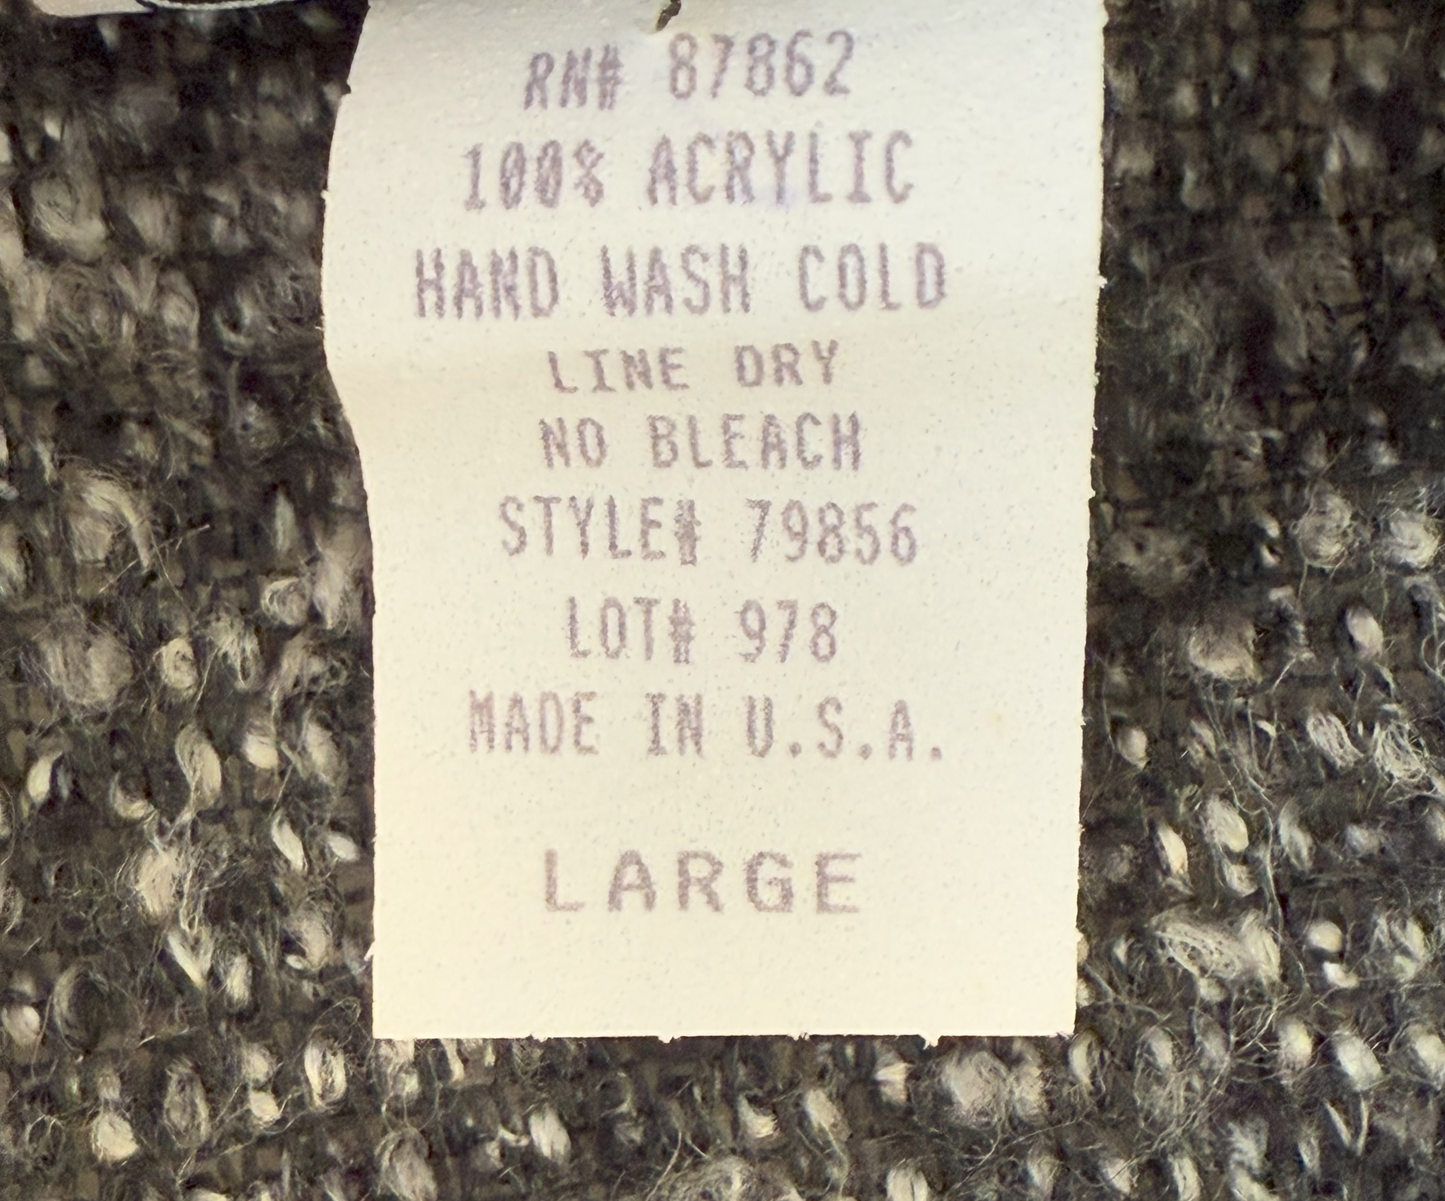 RN# 87862
100% ACRYLIC
HAND WASH COLD
LINE DRY
NO BLEACH
STYLE# 79856
LOT# 978
MADE IN U.S.A.
LARGE